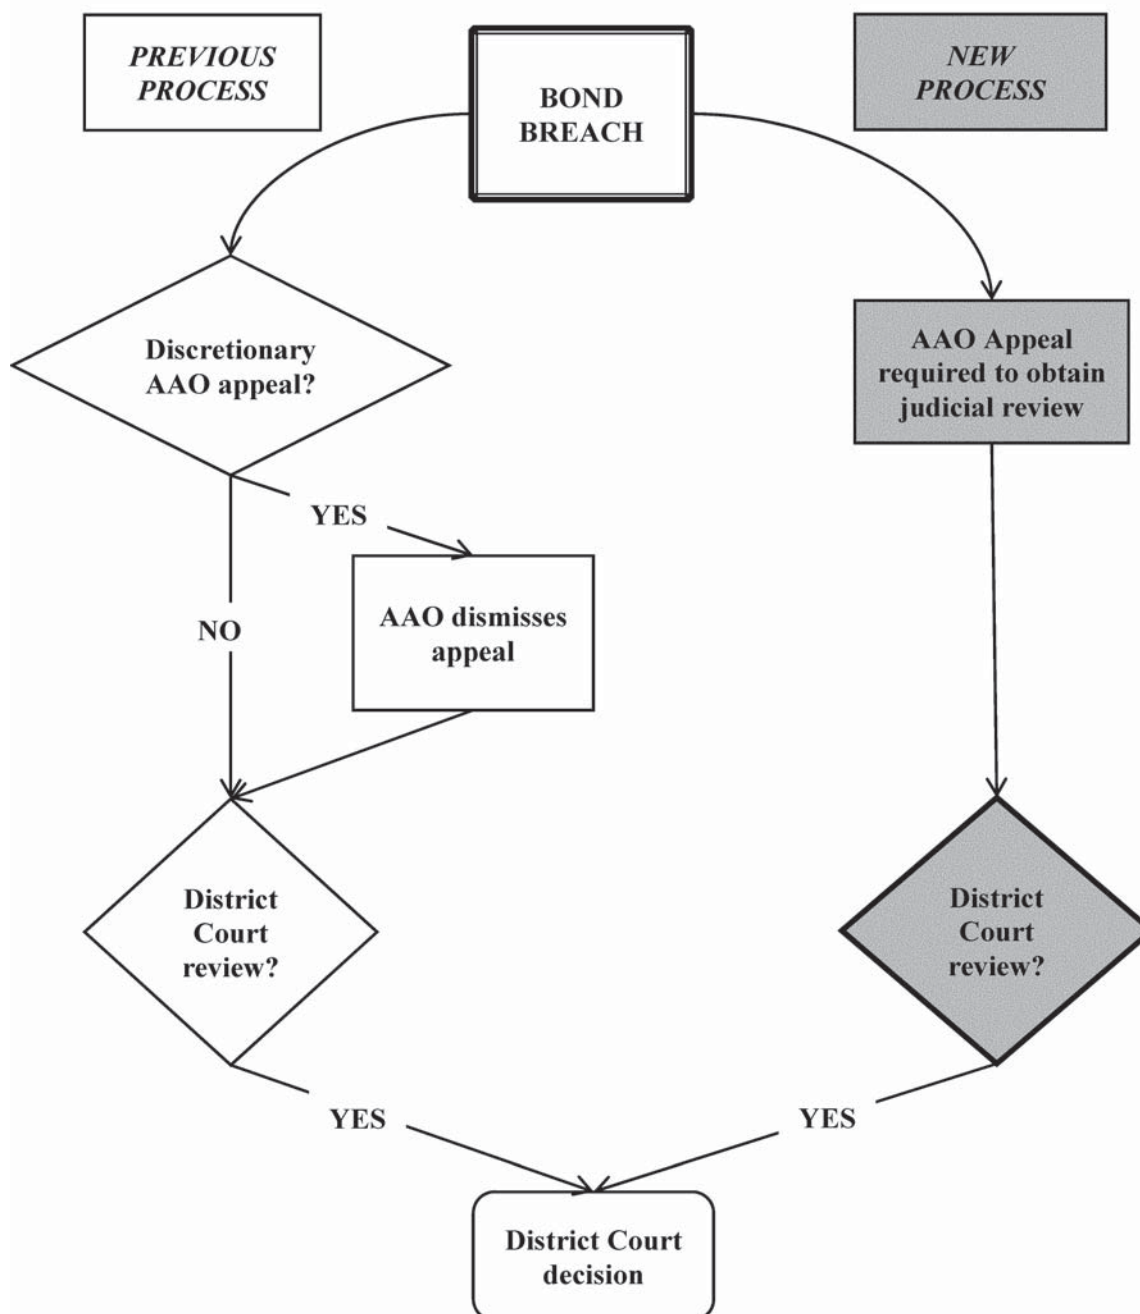 PREVIOUS
PROCESS
BOND
BREACH
NEW
PROCESS
Discretionary
AAO appeal?
AAO Appeal
required to obtain
judicial review
YES
NO
AAO dismisses
appeal
District
Court
review?
District
Court
review?
YES
YES
District Court
decision